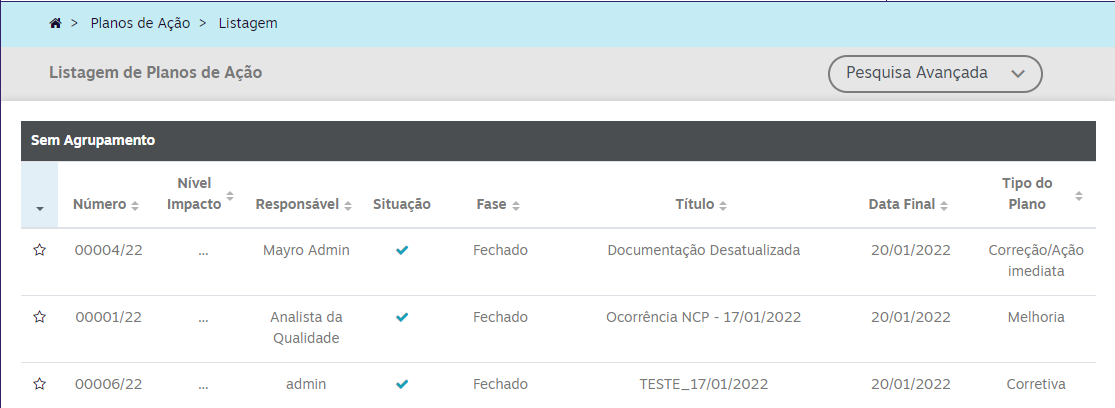 > Planos de Ação > Listagem
Listagem de Planos de Ação
Pesquisa Avançada
Sem Agrupamento
Número Nível Impacto Responsável Situação Fase Título Data Final Tipo do Plano
00004/22 ... Mayro Admin Fechado Documentação Desatualizada 20/01/2022 Correção/Ação imediata
00001/22 ... Analista da Qualidade Fechado Ocorrência NCP - 17/01/2022 20/01/2022 Melhoria
00006/22 ... admin Fechado TESTE_17/01/2022 20/01/2022 Corretiva